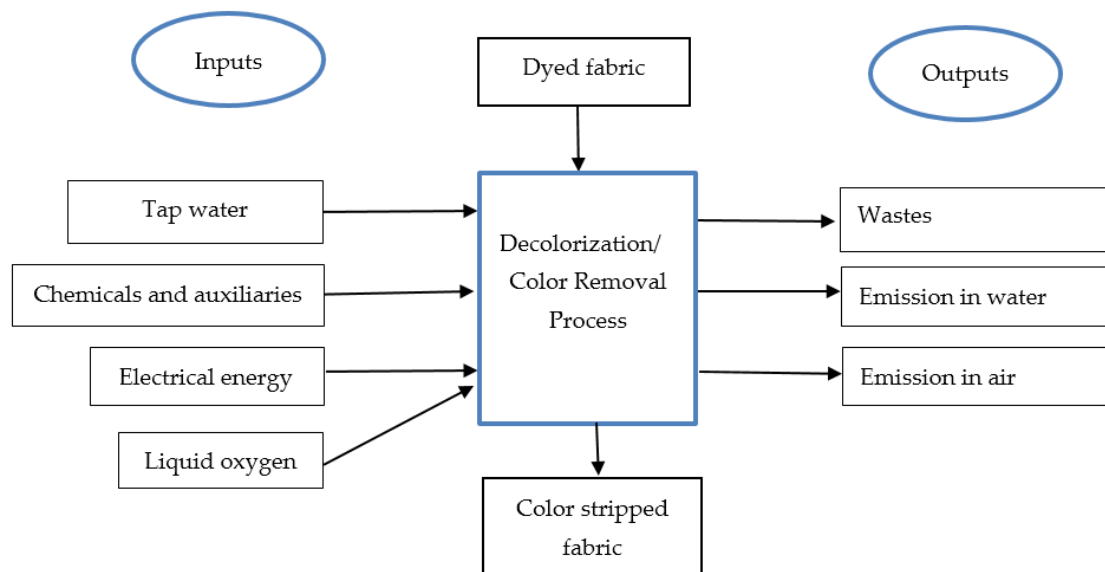 Inputs
Dyed fabric
Outputs
Tap water
Chemicals and auxiliaries
Electrical energy
Liquid oxygen
Decolorization/
Color Removal
Process
Wastes
Emission in water
Emission in air
Color stripped
fabric